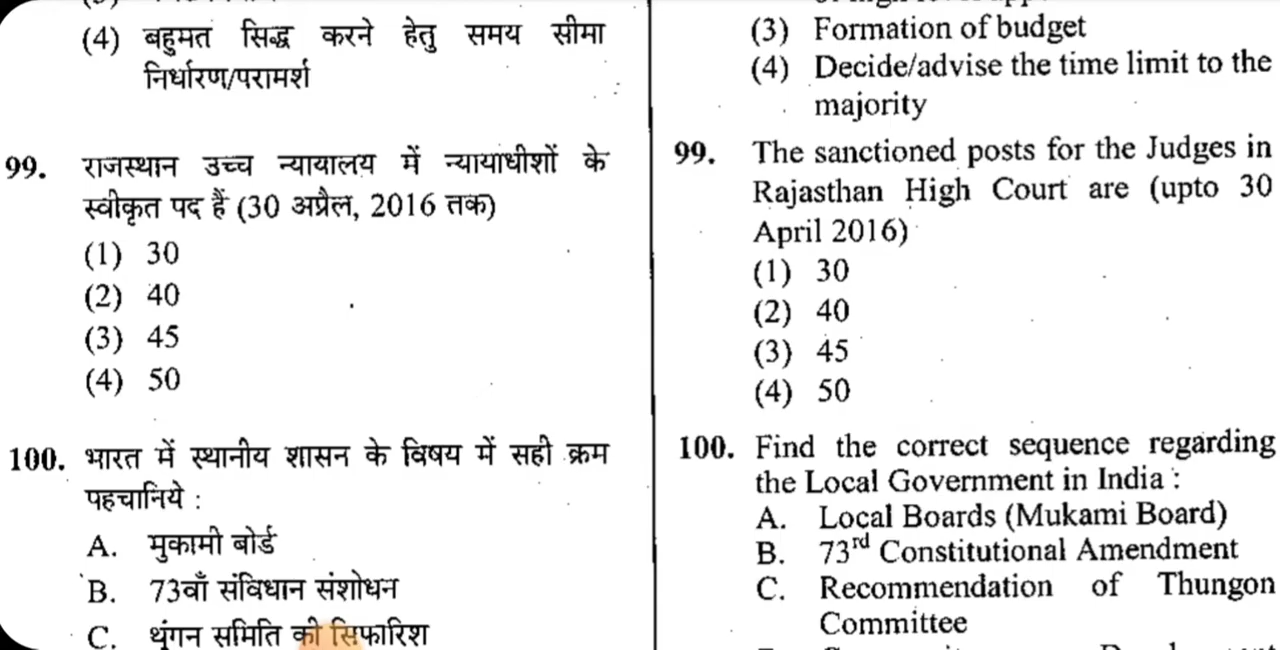 (4) बहुमत सिद्ध करने हेतु समय सीमा
निर्धारण/परामर्श
99. राजस्थान उच्च न्यायालय में न्यायाधीशों के
स्वीकृत पद हैं (30 अप्रैल, 2016 तक)
(1) 30
(2) 40
(3) 45
(4) 50
100. भारत में स्थानीय शासन के विषय में सही क्रम
पहचानिये :
A. मुकामी बोर्ड
B. 73वाँ संविधान संशोधन
C. थुंगन समिति की सिफारिश
(3) Formation of budget
(4) Decide/advise the time limit to the
majority
99. The sanctioned posts for the Judges in
Rajasthan High Court are (upto 30
April 2016)
(1) 30
(2) 40
(3) 45
(4) 50
100. Find the correct sequence regarding
the Local Government in India :
A. Local Boards (Mukami Board)
B. 73rd Constitutional Amendment
C. Recommendation of Thungon
Committee